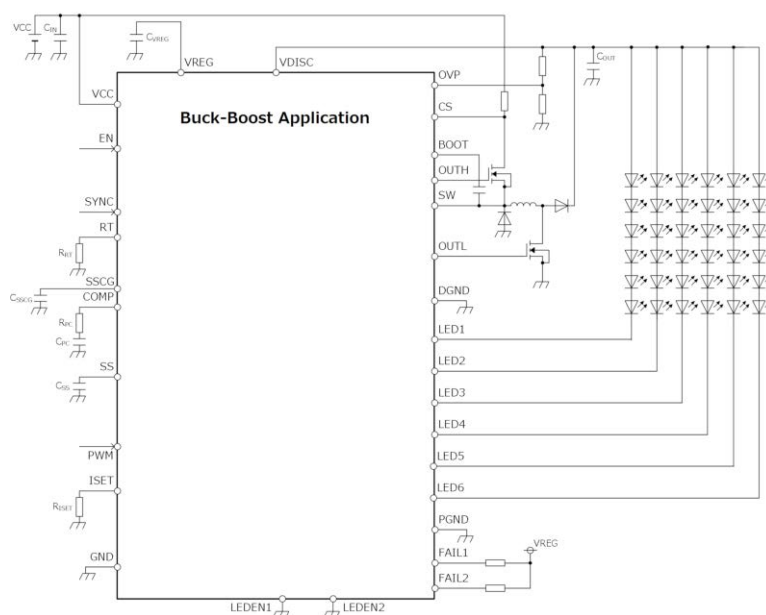 VCC
CIN
CVREG
VREG
VDISC
COUT
VCC
Buck-Boost Application
OVP
CS
EN
BOOT
OUTH
SYNC
SW
RT
RRT
OUTL
SSCG
CSSCG
COMP
DGND
RPC
CPC
LED1
SS
CSS
LED2
LED3
LED4
PWM
LED5
ISET
LED6
RISET
PGND
VREG
GND
FAIL1
FAIL2
LEDEN1
LEDEN2